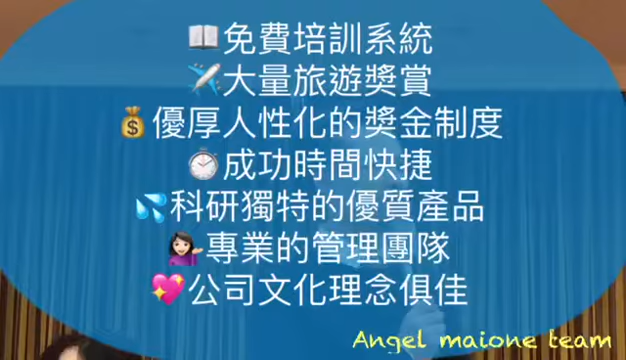 📖免費培訓系統
✈️大量旅遊獎賞
💰優厚人性化的獎金制度
⏱️成功時間快捷
💦科研獨特的優質產品
💁🏻‍♀️專業的管理團隊
💖公司文化理念俱佳
Angel maione team